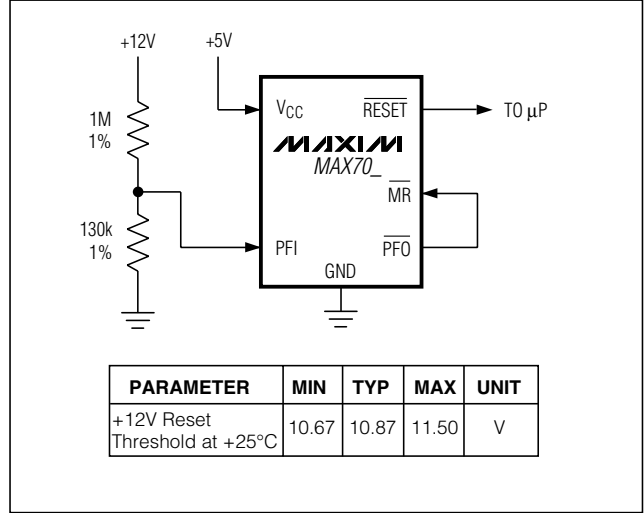 +12V
+5V
1M
1%
130k
1%
VCC
RESET
TO µP
MAXIM
MAX70_
MR
PFI
PFO
GND
PARAMETER MIN TYP MAX UNIT
+12V Reset
Threshold at +25°C 10.67 10.87 11.50 V